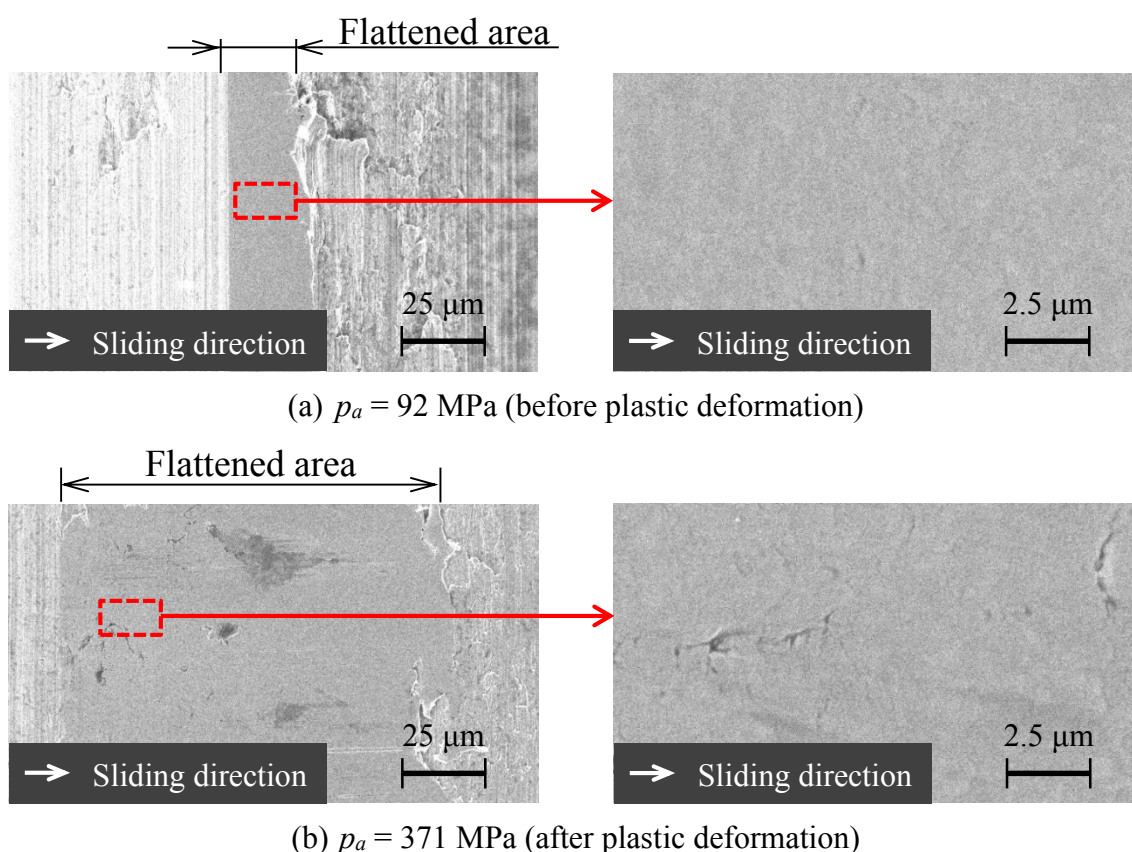 Flattened area
25 μm
2.5 μm
→ Sliding direction
→ Sliding direction
(a) pₐ = 92 MPa (before plastic deformation)
Flattened area
25 μm
2.5 μm
→ Sliding direction
→ Sliding direction
(b) pₐ = 371 MPa (after plastic deformation)